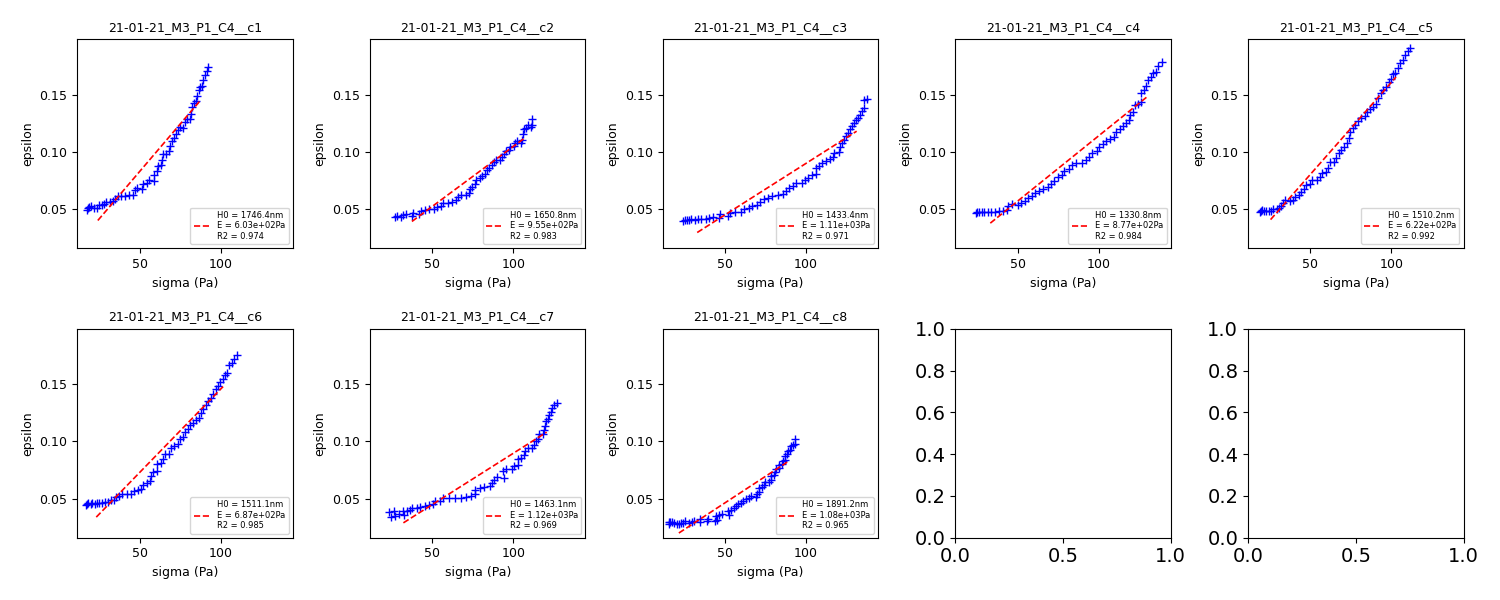 21-01-21_M3_P1_C4__c1
0.15
0.10
0.05
epsilon
H0 = 1746.4nm
E = 6.03e+02Pa
R2 = 0.974
50
100
sigma (Pa)
21-01-21_M3_P1_C4__c2
0.15
0.10
0.05
epsilon
H0 = 1650.8nm
E = 9.55e+02Pa
R2 = 0.983
50
100
sigma (Pa)
21-01-21_M3_P1_C4__c3
0.15
0.10
0.05
epsilon
H0 = 1433.4nm
E = 1.11e+03Pa
R2 = 0.971
50
100
sigma (Pa)
21-01-21_M3_P1_C4__c4
0.15
0.10
0.05
epsilon
H0 = 1330.8nm
E = 8.77e+02Pa
R2 = 0.984
50
100
sigma (Pa)
21-01-21_M3_P1_C4__c5
0.15
0.10
0.05
epsilon
H0 = 1510.2nm
E = 6.22e+02Pa
R2 = 0.992
50
100
sigma (Pa)
21-01-21_M3_P1_C4__c6
0.15
0.10
0.05
epsilon
H0 = 1511.1nm
E = 6.87e+02Pa
R2 = 0.985
50
100
sigma (Pa)
21-01-21_M3_P1_C4__c7
0.15
0.10
0.05
epsilon
H0 = 1463.1nm
E = 1.12e+03Pa
R2 = 0.969
50
100
sigma (Pa)
21-01-21_M3_P1_C4__c8
0.15
0.10
0.05
epsilon
H0 = 1891.2nm
E = 1.08e+03Pa
R2 = 0.965
50
100
sigma (Pa)
1.0
0.8
0.6
0.4
0.2
0.0
0.0
0.5
1.0
1.0
0.8
0.6
0.4
0.2
0.0
0.0
0.5
1.0